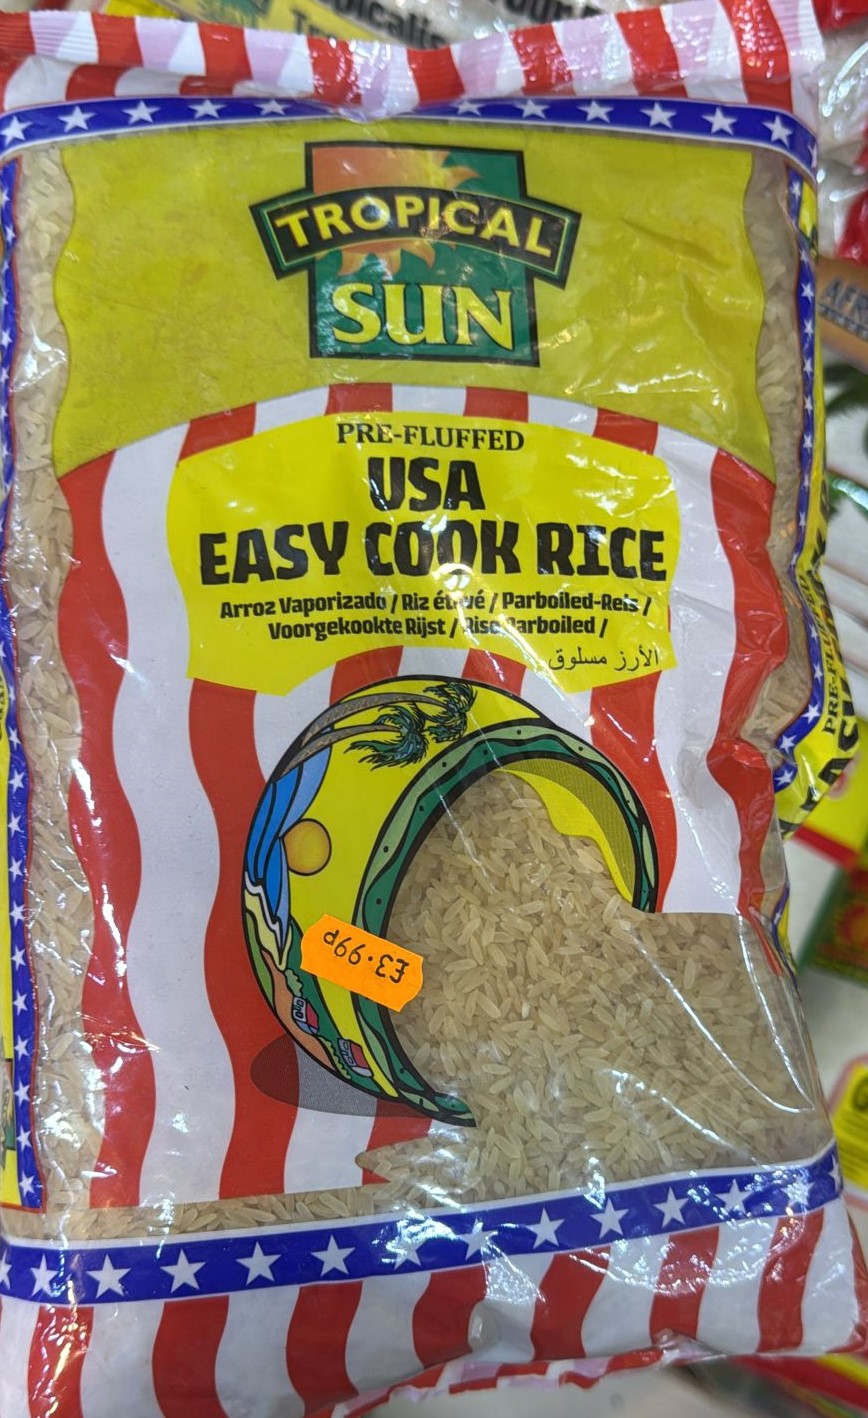 TROPICAL
SUN
PRE-FLUFFED
USA
EASY COOK RICE
Arroz Vaporizado / Riz étuvé / Parboiled-Reis /
Voorgekookte Rijst / Riso Parboiled /
الأرز مسلوق
£3.99P